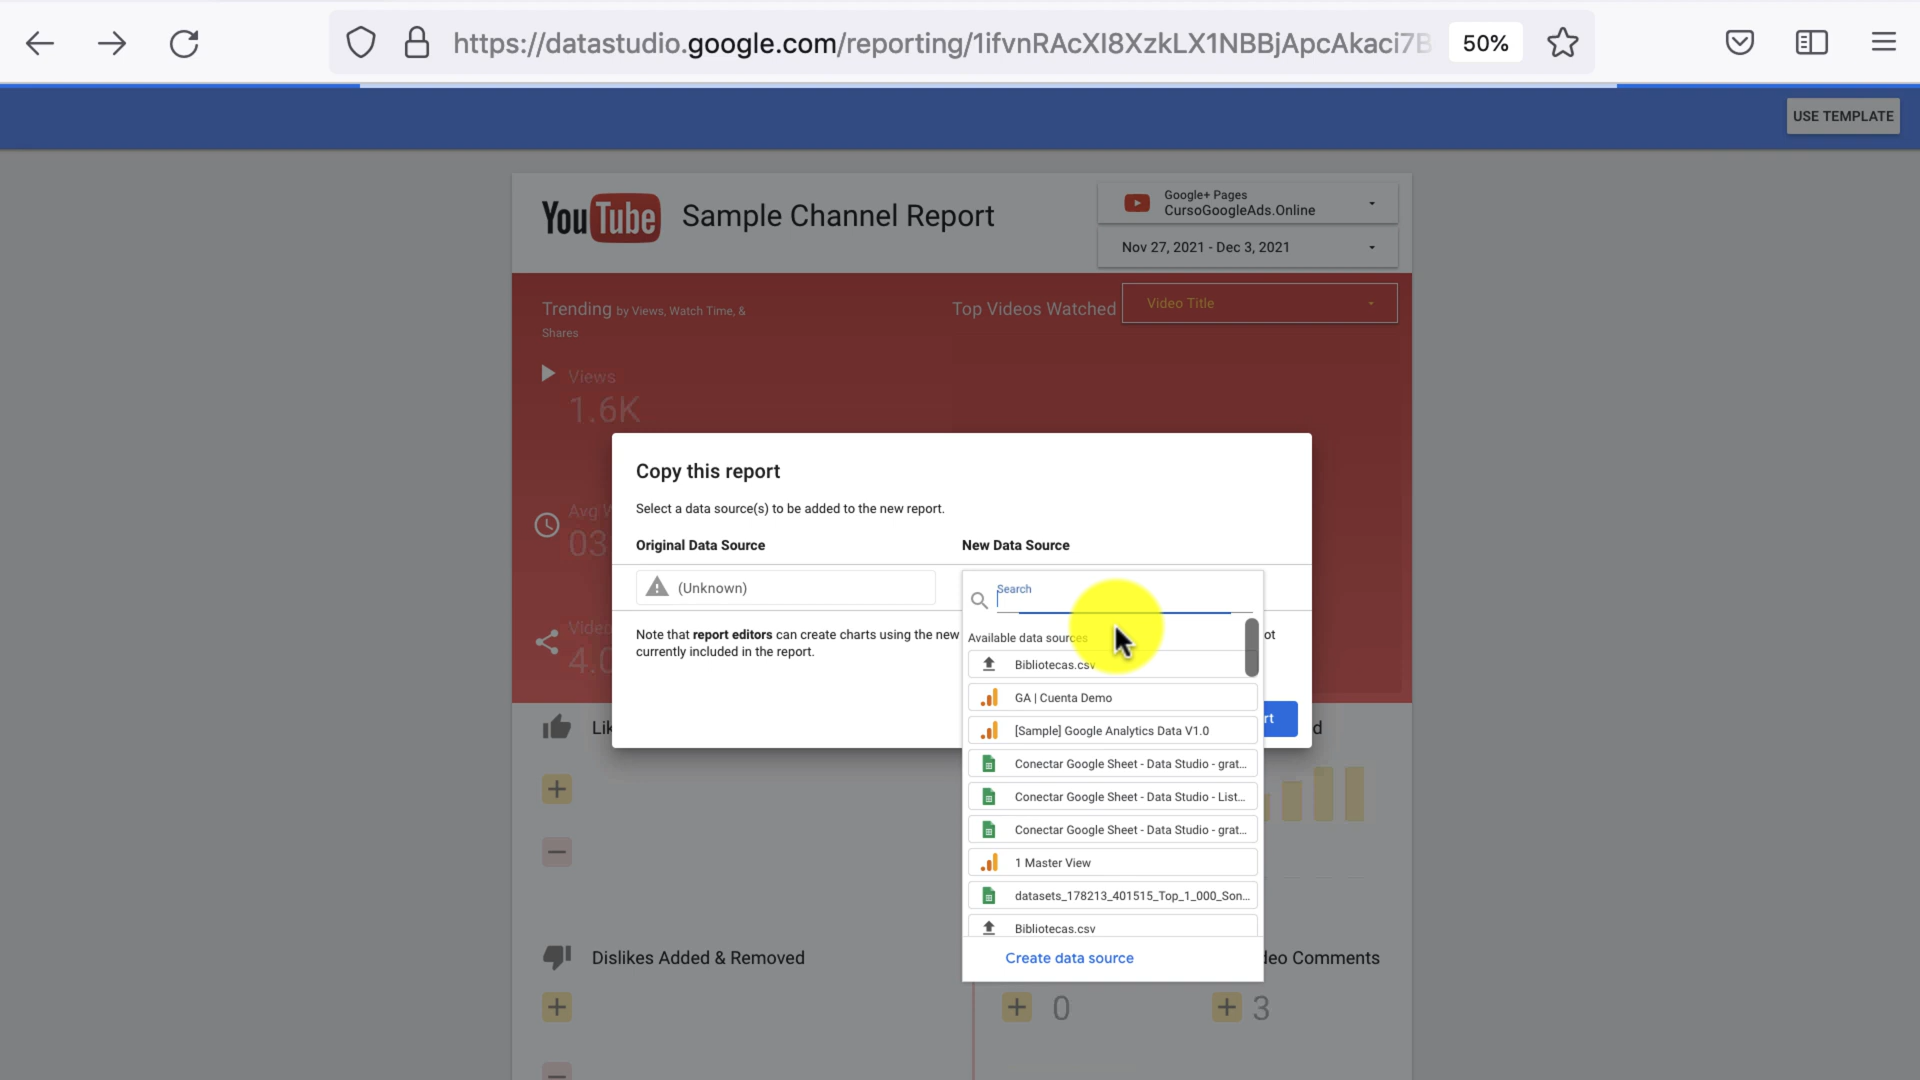 https://datastudio.google.com/reporting/1ifvnRAcXI8XzkLX1NBBjApcAkaci7B
50%
USE TEMPLATE
YouTube
Sample Channel Report
Google+ Pages
CursoGoogleAds.Online
Nov 27, 2021 - Dec 3, 2021
Trending by Views, Watch Time, &
Shares
Top Videos Watched
Video Title
Views
1.6K
Copy this report
Select a data source(s) to be added to the new report.
Original Data Source
New Data Source
(Unknown)
Search
Avg
03
Note that report editors can create charts using the new
currently included in the report.
4.0
Available data sources
Bibliotecas.csv
GA | Cuenta Demo
[Sample] Google Analytics Data V1.0
Conectar Google Sheet - Data Studio - grat...
Conectar Google Sheet - Data Studio - List...
Conectar Google Sheet - Data Studio - grat...
1 Master View
datasets_178213_401515_Top_1_000_Son...
Bibliotecas.csv
Create data source
Dislikes Added & Removed
Comments
0
3